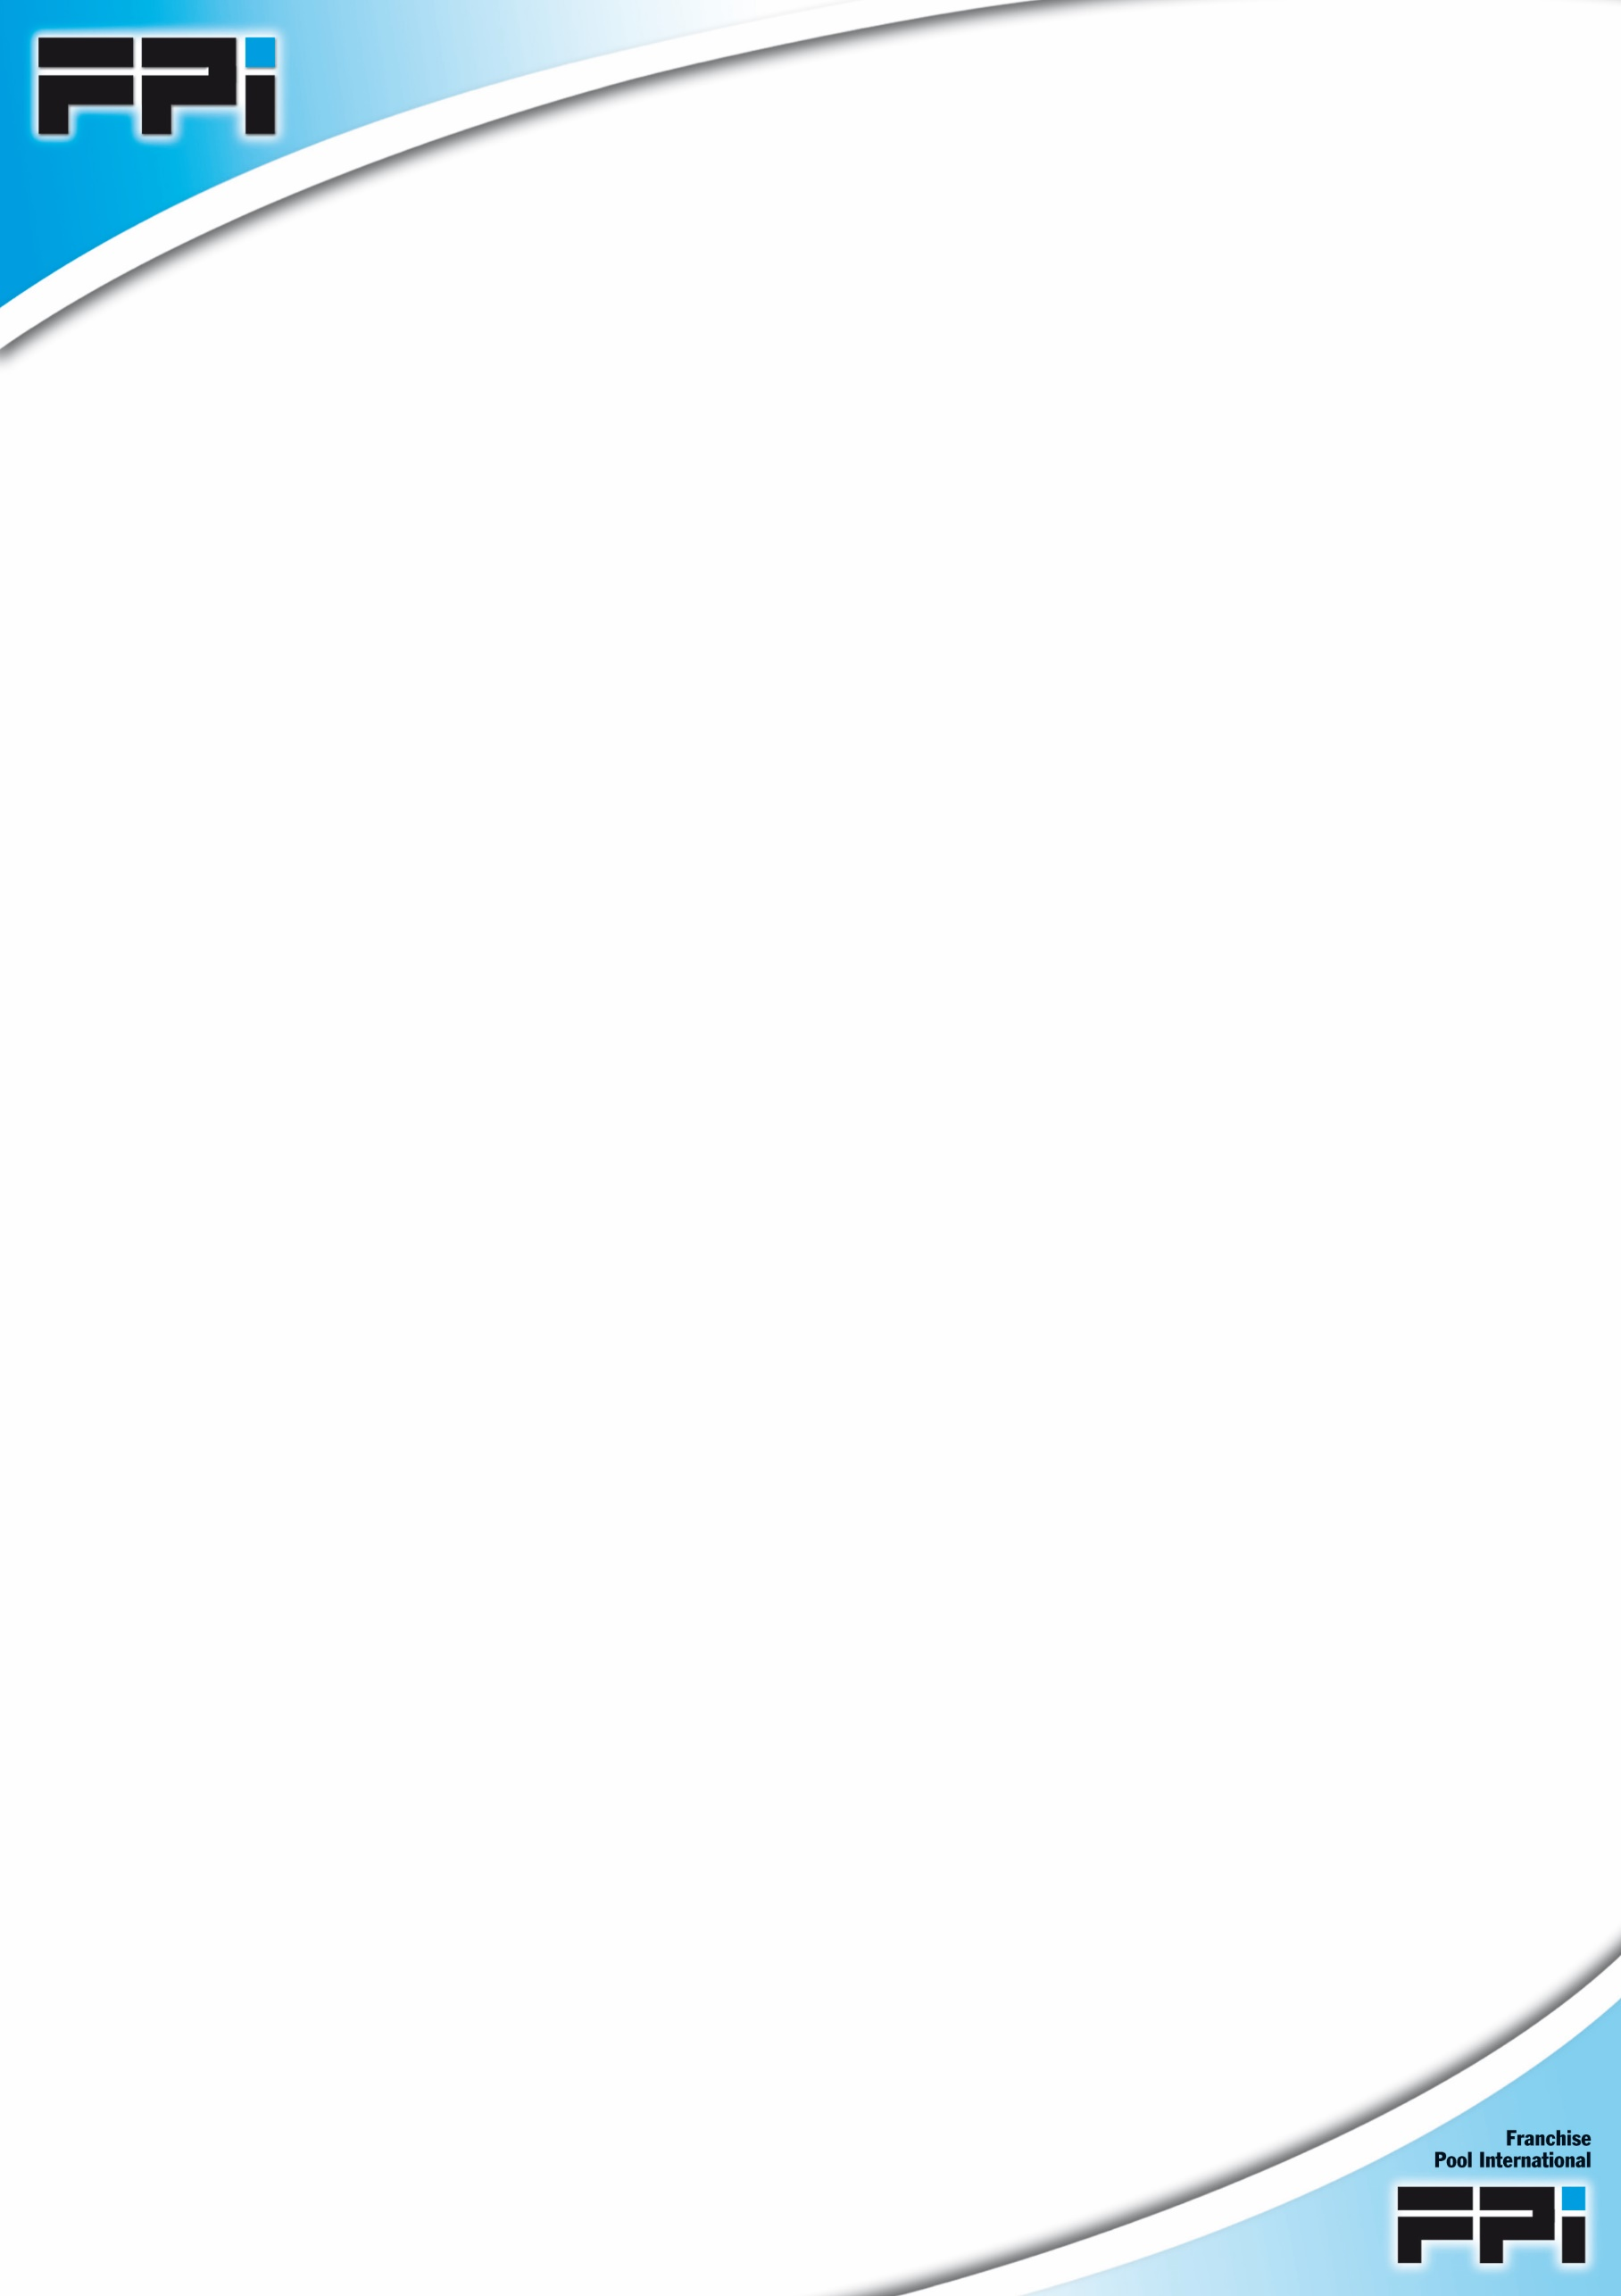 FPi
Franchise
Pool International
FPi